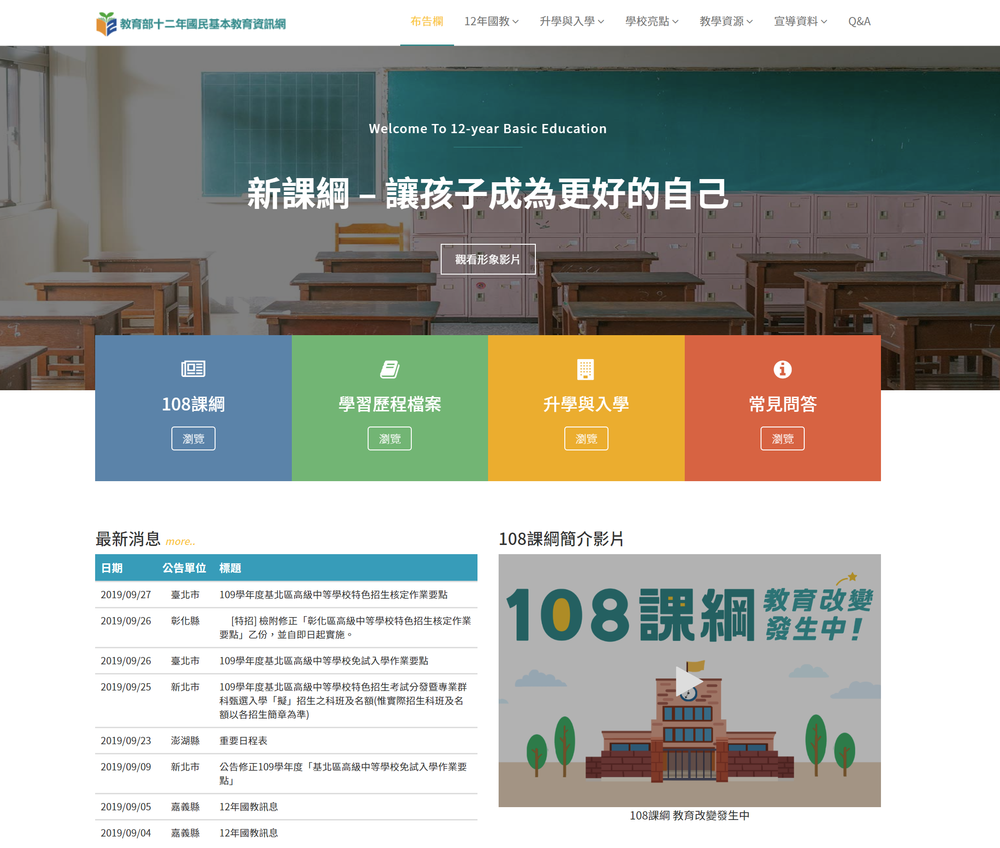 教育部十二年國民基本教育資訊網
布告欄 12年國教 升學與入學 學校亮點 教學資源 宣導資料 Q&A
Welcome To 12-year Basic Education
新課綱 – 讓孩子成為更好的自己
觀看形象影片
108課綱
瀏覽
學習歷程檔案
瀏覽
升學與入學
瀏覽
常見問答
瀏覽
最新消息 more..
日期 公告單位 標題
2019/09/27 臺北市 109學年度基北區高級中等學校特色招生核定作業要點
2019/09/26 彰化縣 [特招] 檢附修正「彰化區高級中等學校特色招生核定作業
要點」乙份，並自即日起實施。
2019/09/26 臺北市 109學年度基北區高級中等學校免試入學作業要點
2019/09/25 新北市 109學年度基北區高級中等學校特色招生考試分發暨專業群
科甄選入學「擬」招生之科班及名額(惟實際招生科班及名
額以各招生簡章為準)
2019/09/23 澎湖縣 重要日程表
2019/09/09 新北市 公告修正109學年度「基北區高級中等學校免試入學作業要
點」
2019/09/05 嘉義縣 12年國教訊息
2019/09/04 嘉義縣 12年國教訊息
108課綱簡介影片
108課綱 教育改變
發生中!
108課綱 教育改變發生中